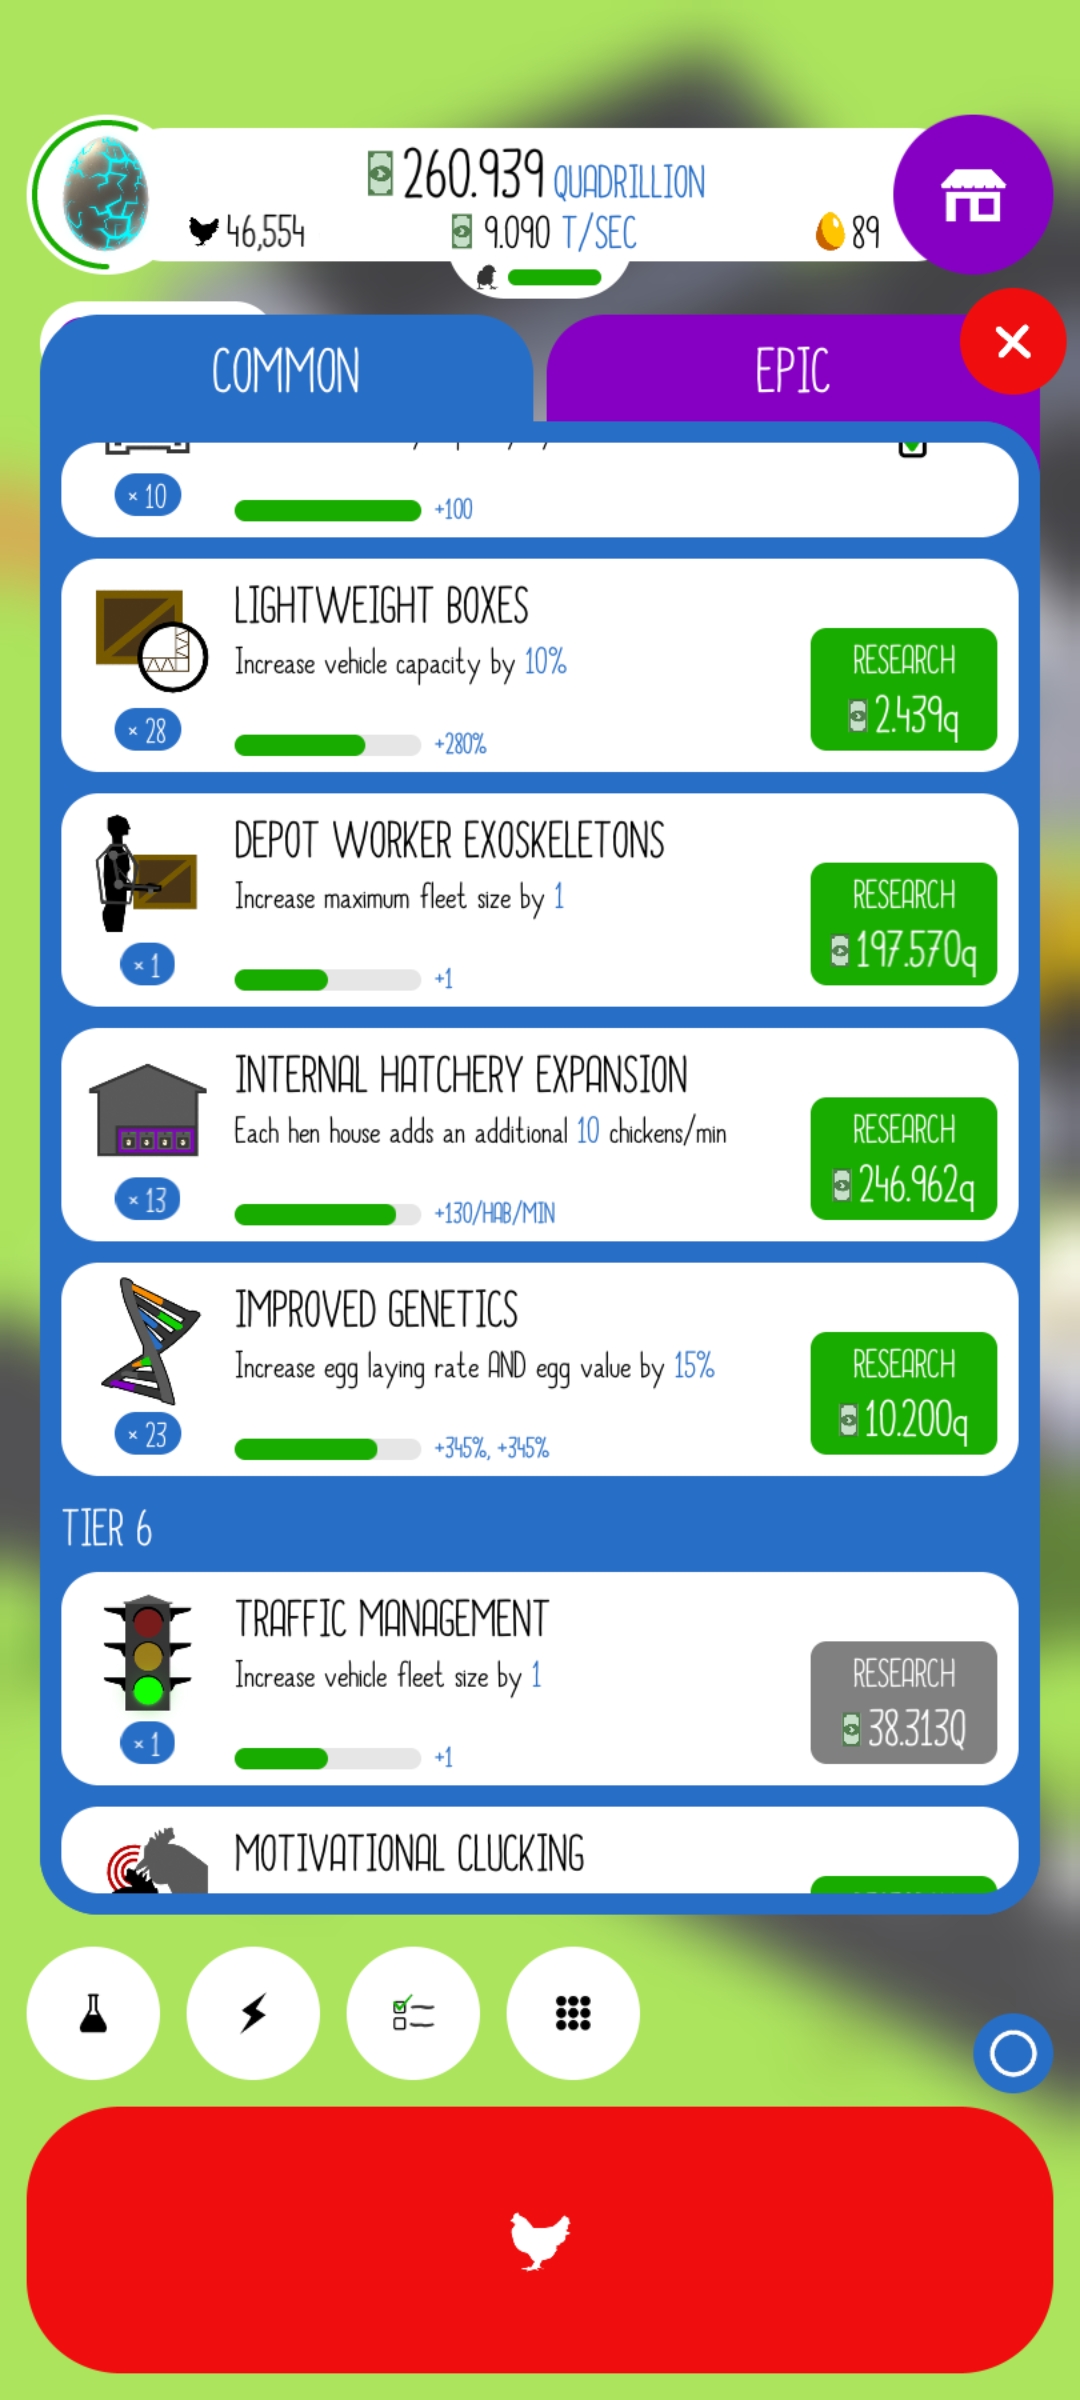 260.939 QUADRILLION
46,554
9.090 T/SEC
89
COMMON
EPIC
× 10
+100
LIGHTWEIGHT BOXES
Increase vehicle capacity by 10%
RESEARCH
2.439q
× 28
+280%
DEPOT WORKER EXOSKELETONS
Increase maximum fleet size by 1
RESEARCH
197.570q
× 1
+1
INTERNAL HATCHERY EXPANSION
Each hen house adds an additional 10 chickens/min
RESEARCH
246.962q
× 13
+130/HAB/MIN
IMPROVED GENETICS
Increase egg laying rate AND egg value by 15%
RESEARCH
10.200q
× 23
+345%, +345%
TIER 6
TRAFFIC MANAGEMENT
Increase vehicle fleet size by 1
RESEARCH
38.313Q
× 1
+1
MOTIVATIONAL CLUCKING